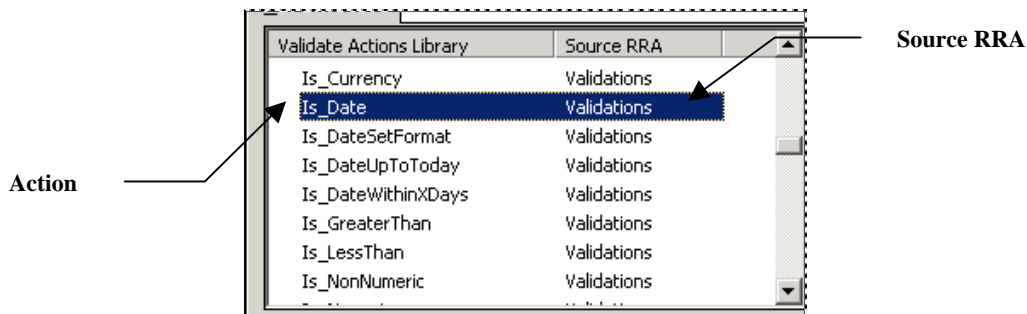 Validate Actions Library Source RRA
Source RRA
Is_Currency Validations
Is_Date Validations
Is_DateSetFormat Validations
Is_DateUpToToday Validations
Action
Is_DateWithinXDays Validations
Is_GreaterThan Validations
Is_LessThan Validations
Is_NonNumeric Validations